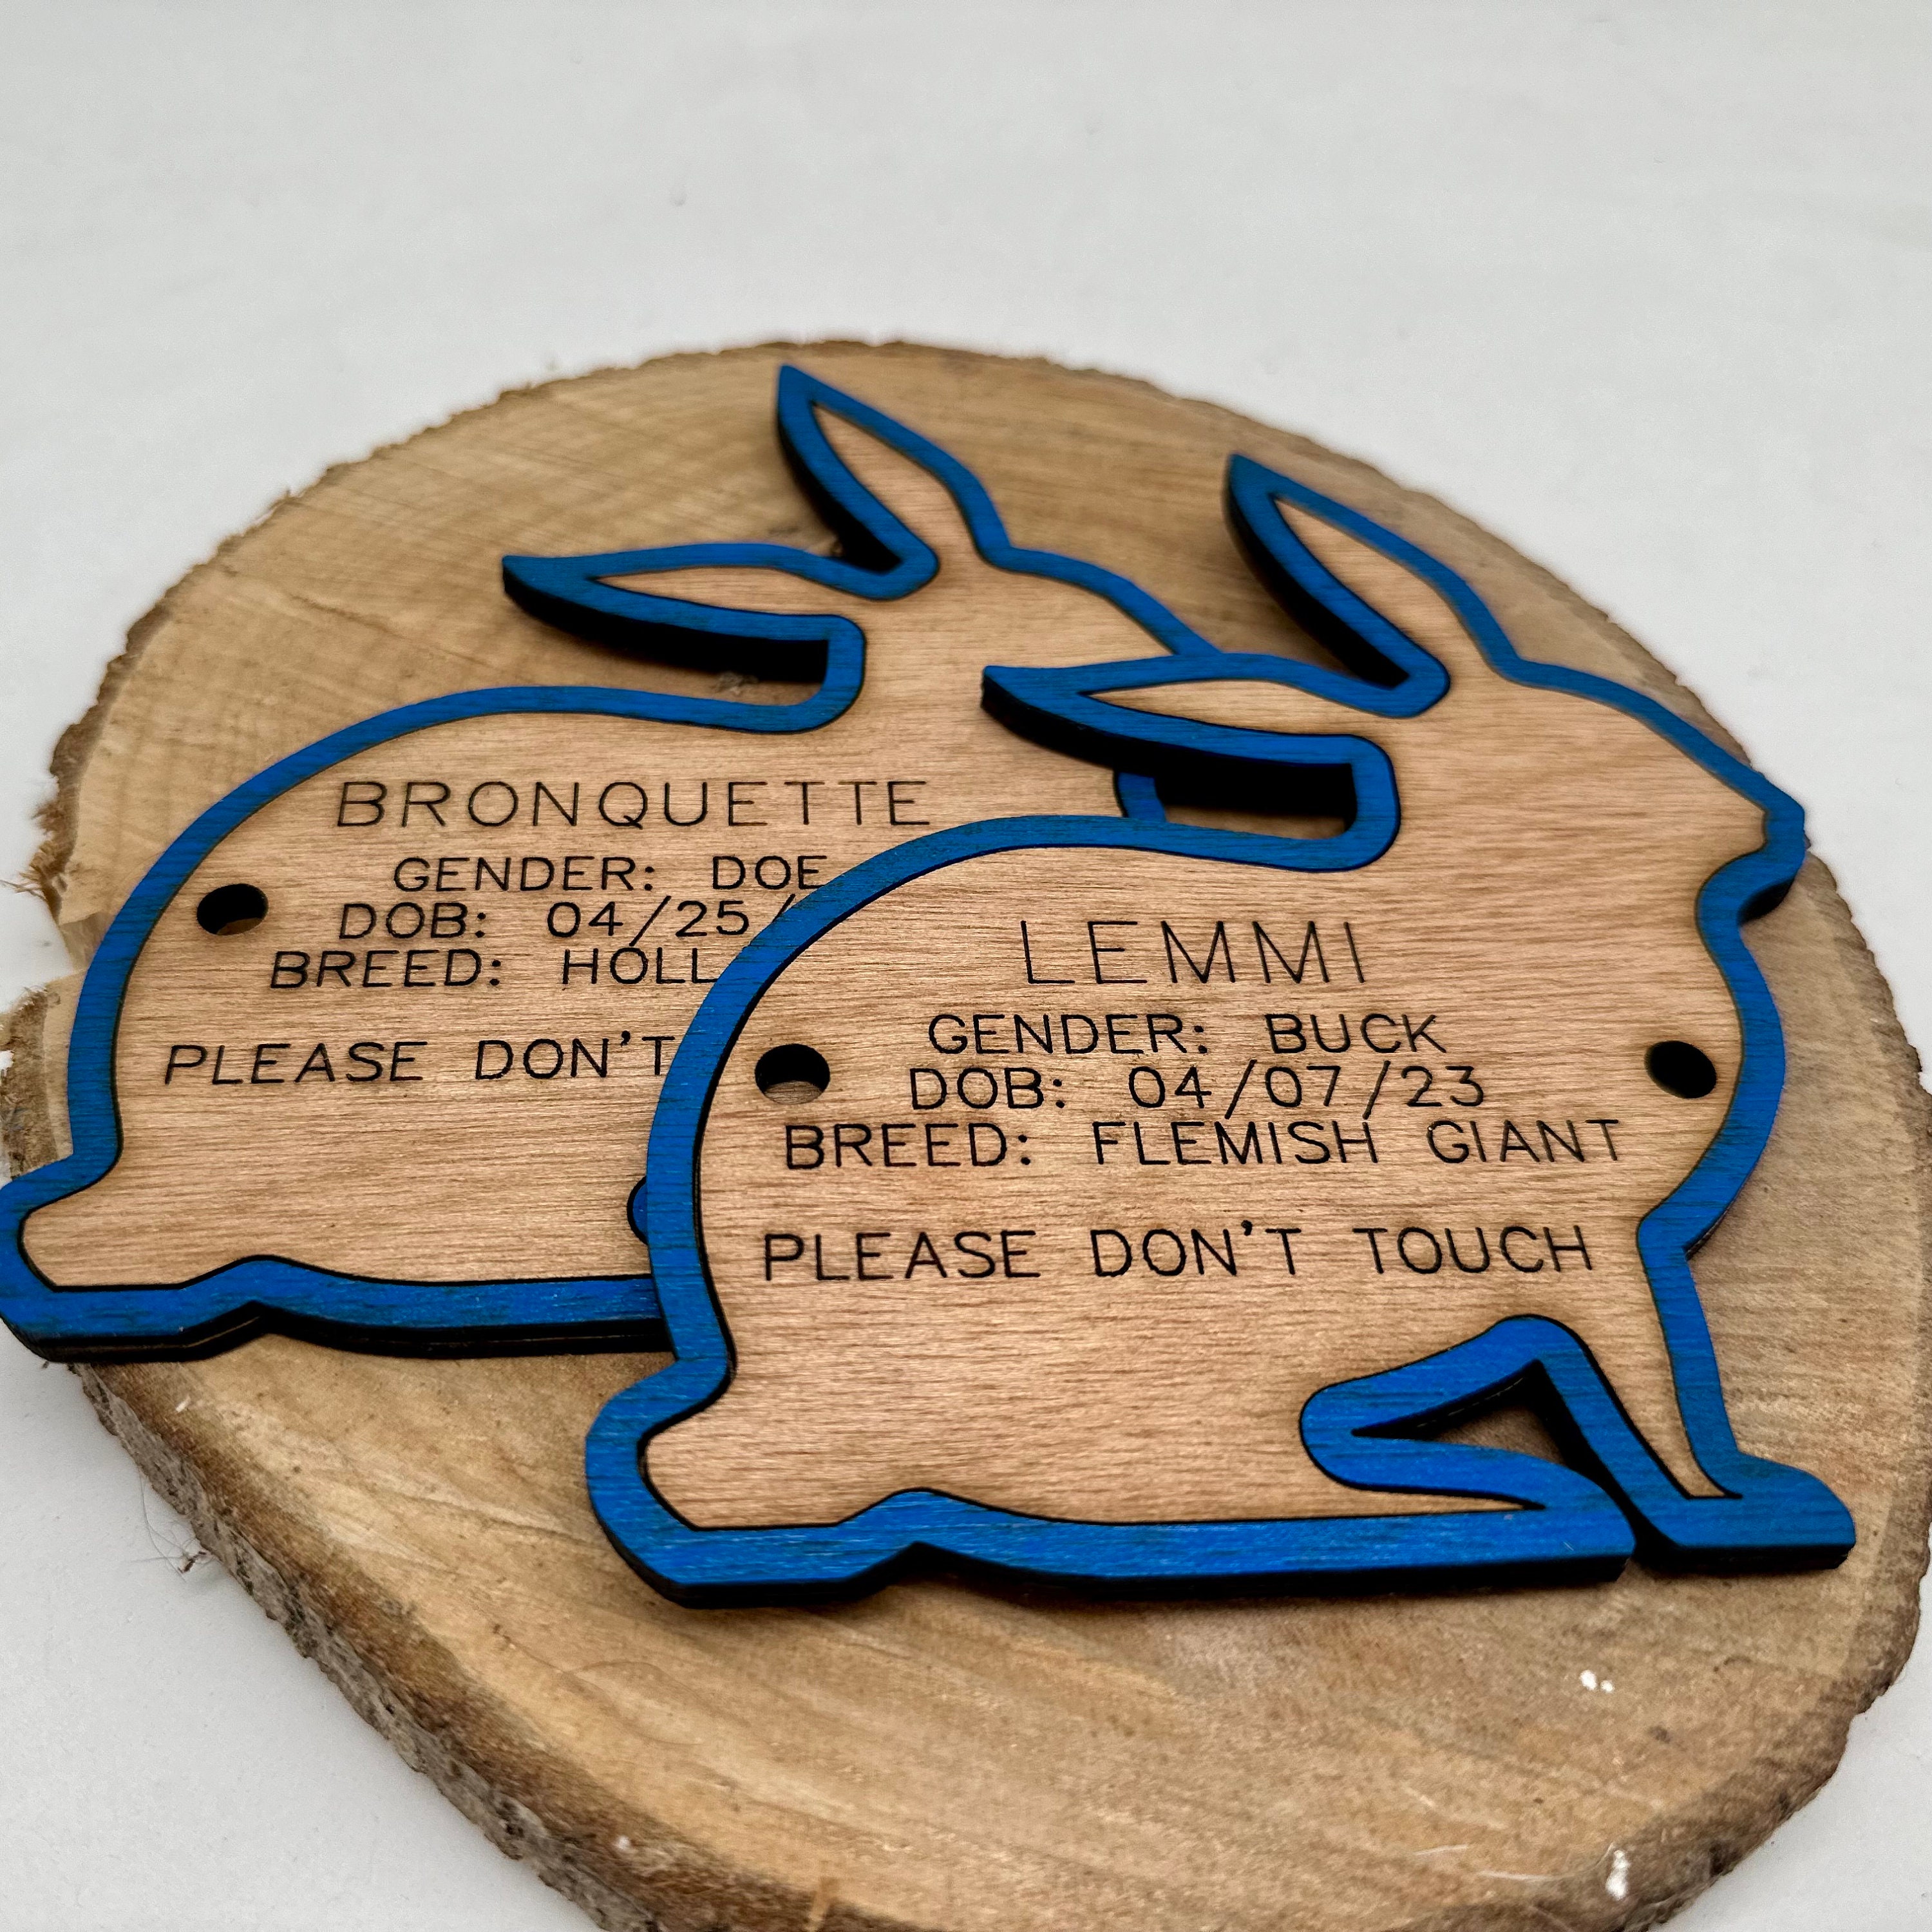 BRONQUETTE
GENDER: DOE
DOB: 04/25/
BREED: HOLL
PLEASE DON'T
LEMMI
GENDER: BUCK
DOB: 04/07/23
BREED: FLEMISH GIANT
PLEASE DON'T TOUCH